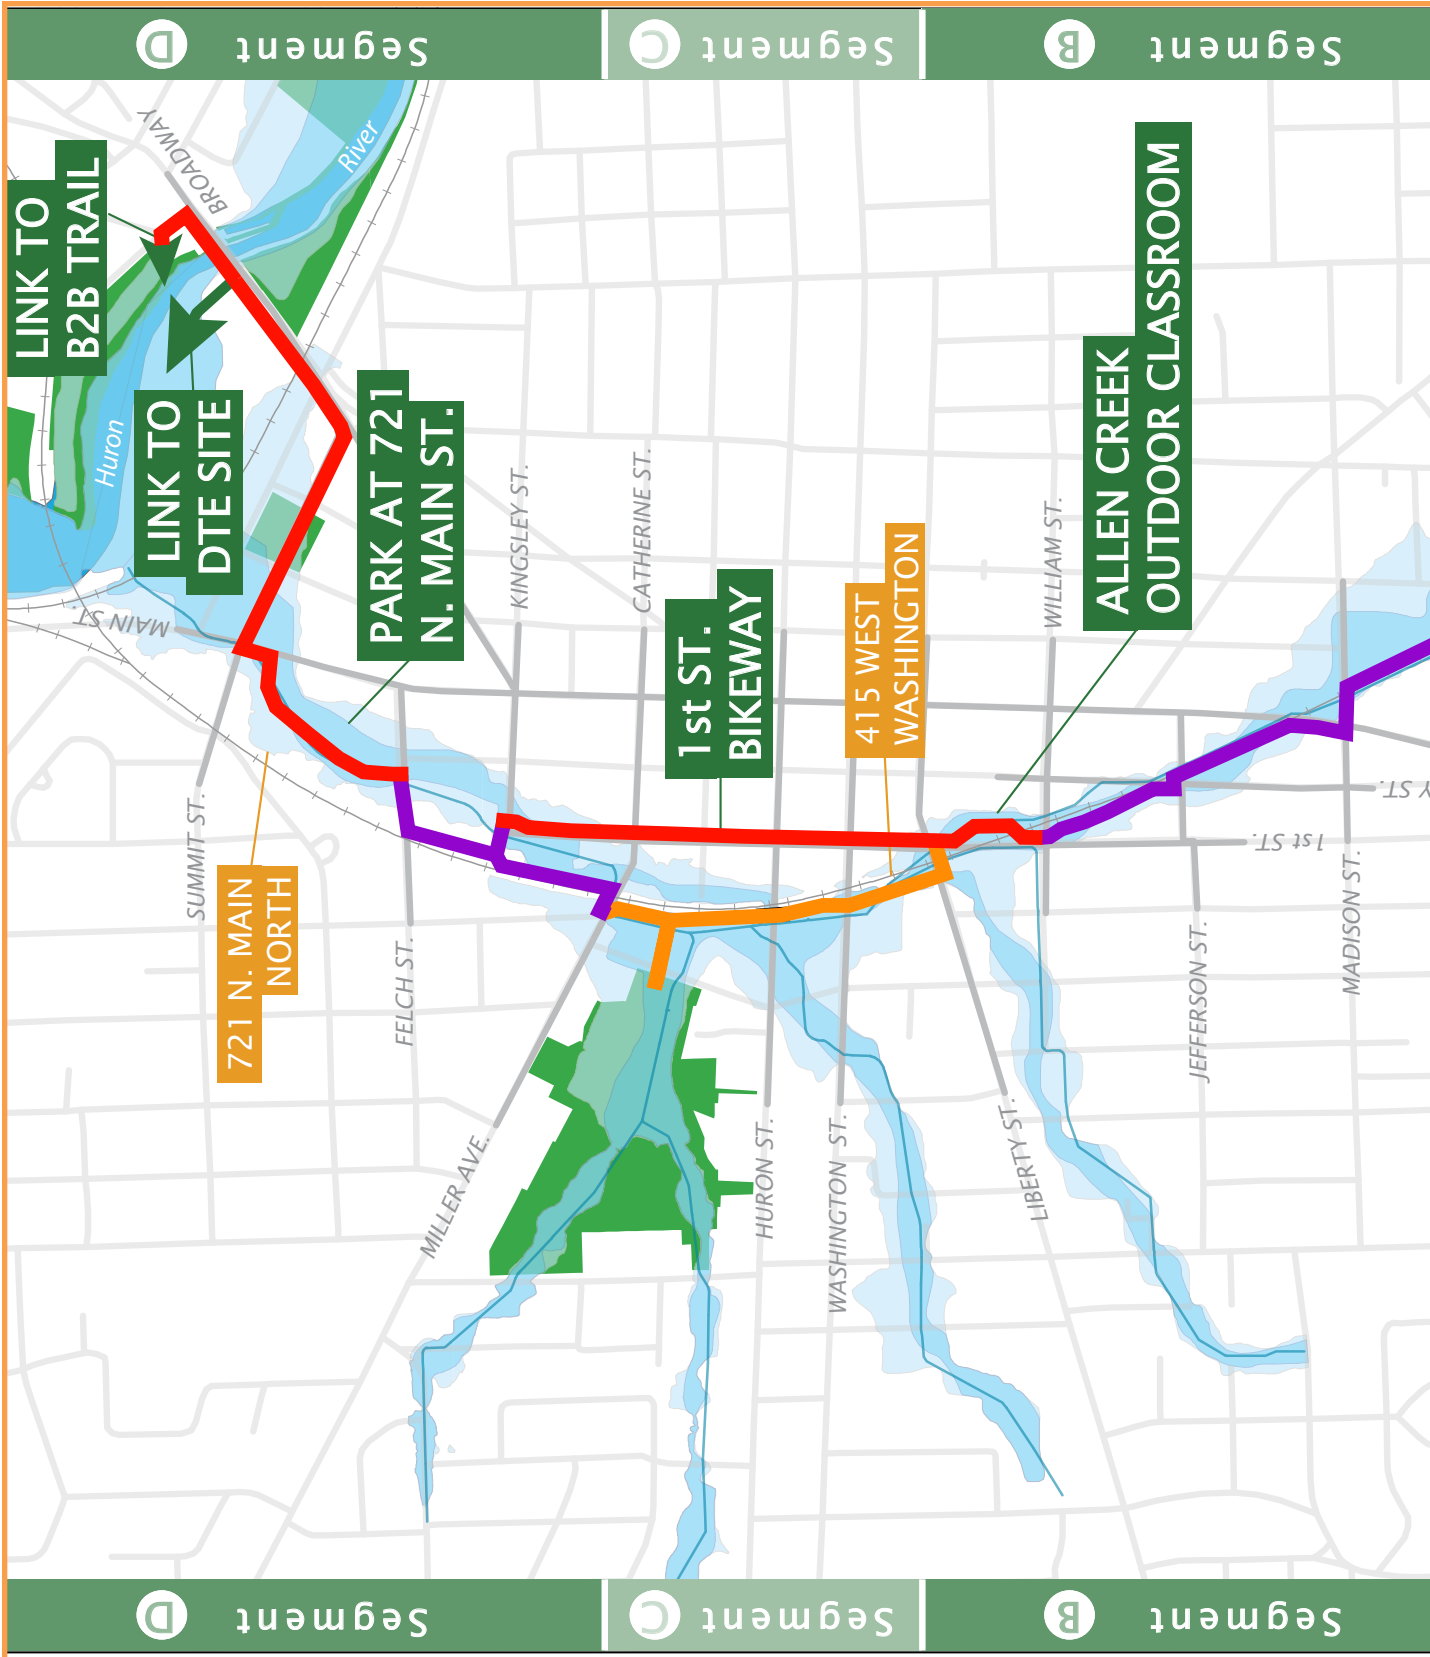 Segment D
Segment C
Segment B
BROADWAY
River
LINK TO
B2B TRAIL
Huron
LINK TO
DTE SITE
MAIN ST.
PARK AT 721
N. MAIN ST.
KINGSLEY ST.
CATHERINE ST.
1st ST.
BIKEWAY
415 WEST
WASHINGTON
WILLIAM ST.
ALLEN CREEK
OUTDOOR CLASSROOM
SUMMIT ST.
721 N. MAIN
NORTH
FELCH ST.
MILLER AVE.
HURON ST.
WASHINGTON ST.
LIBERTY ST.
JEFFERSON ST.
MADISON ST.
1st ST.
Y ST.
Segment D
Segment C
Segment B